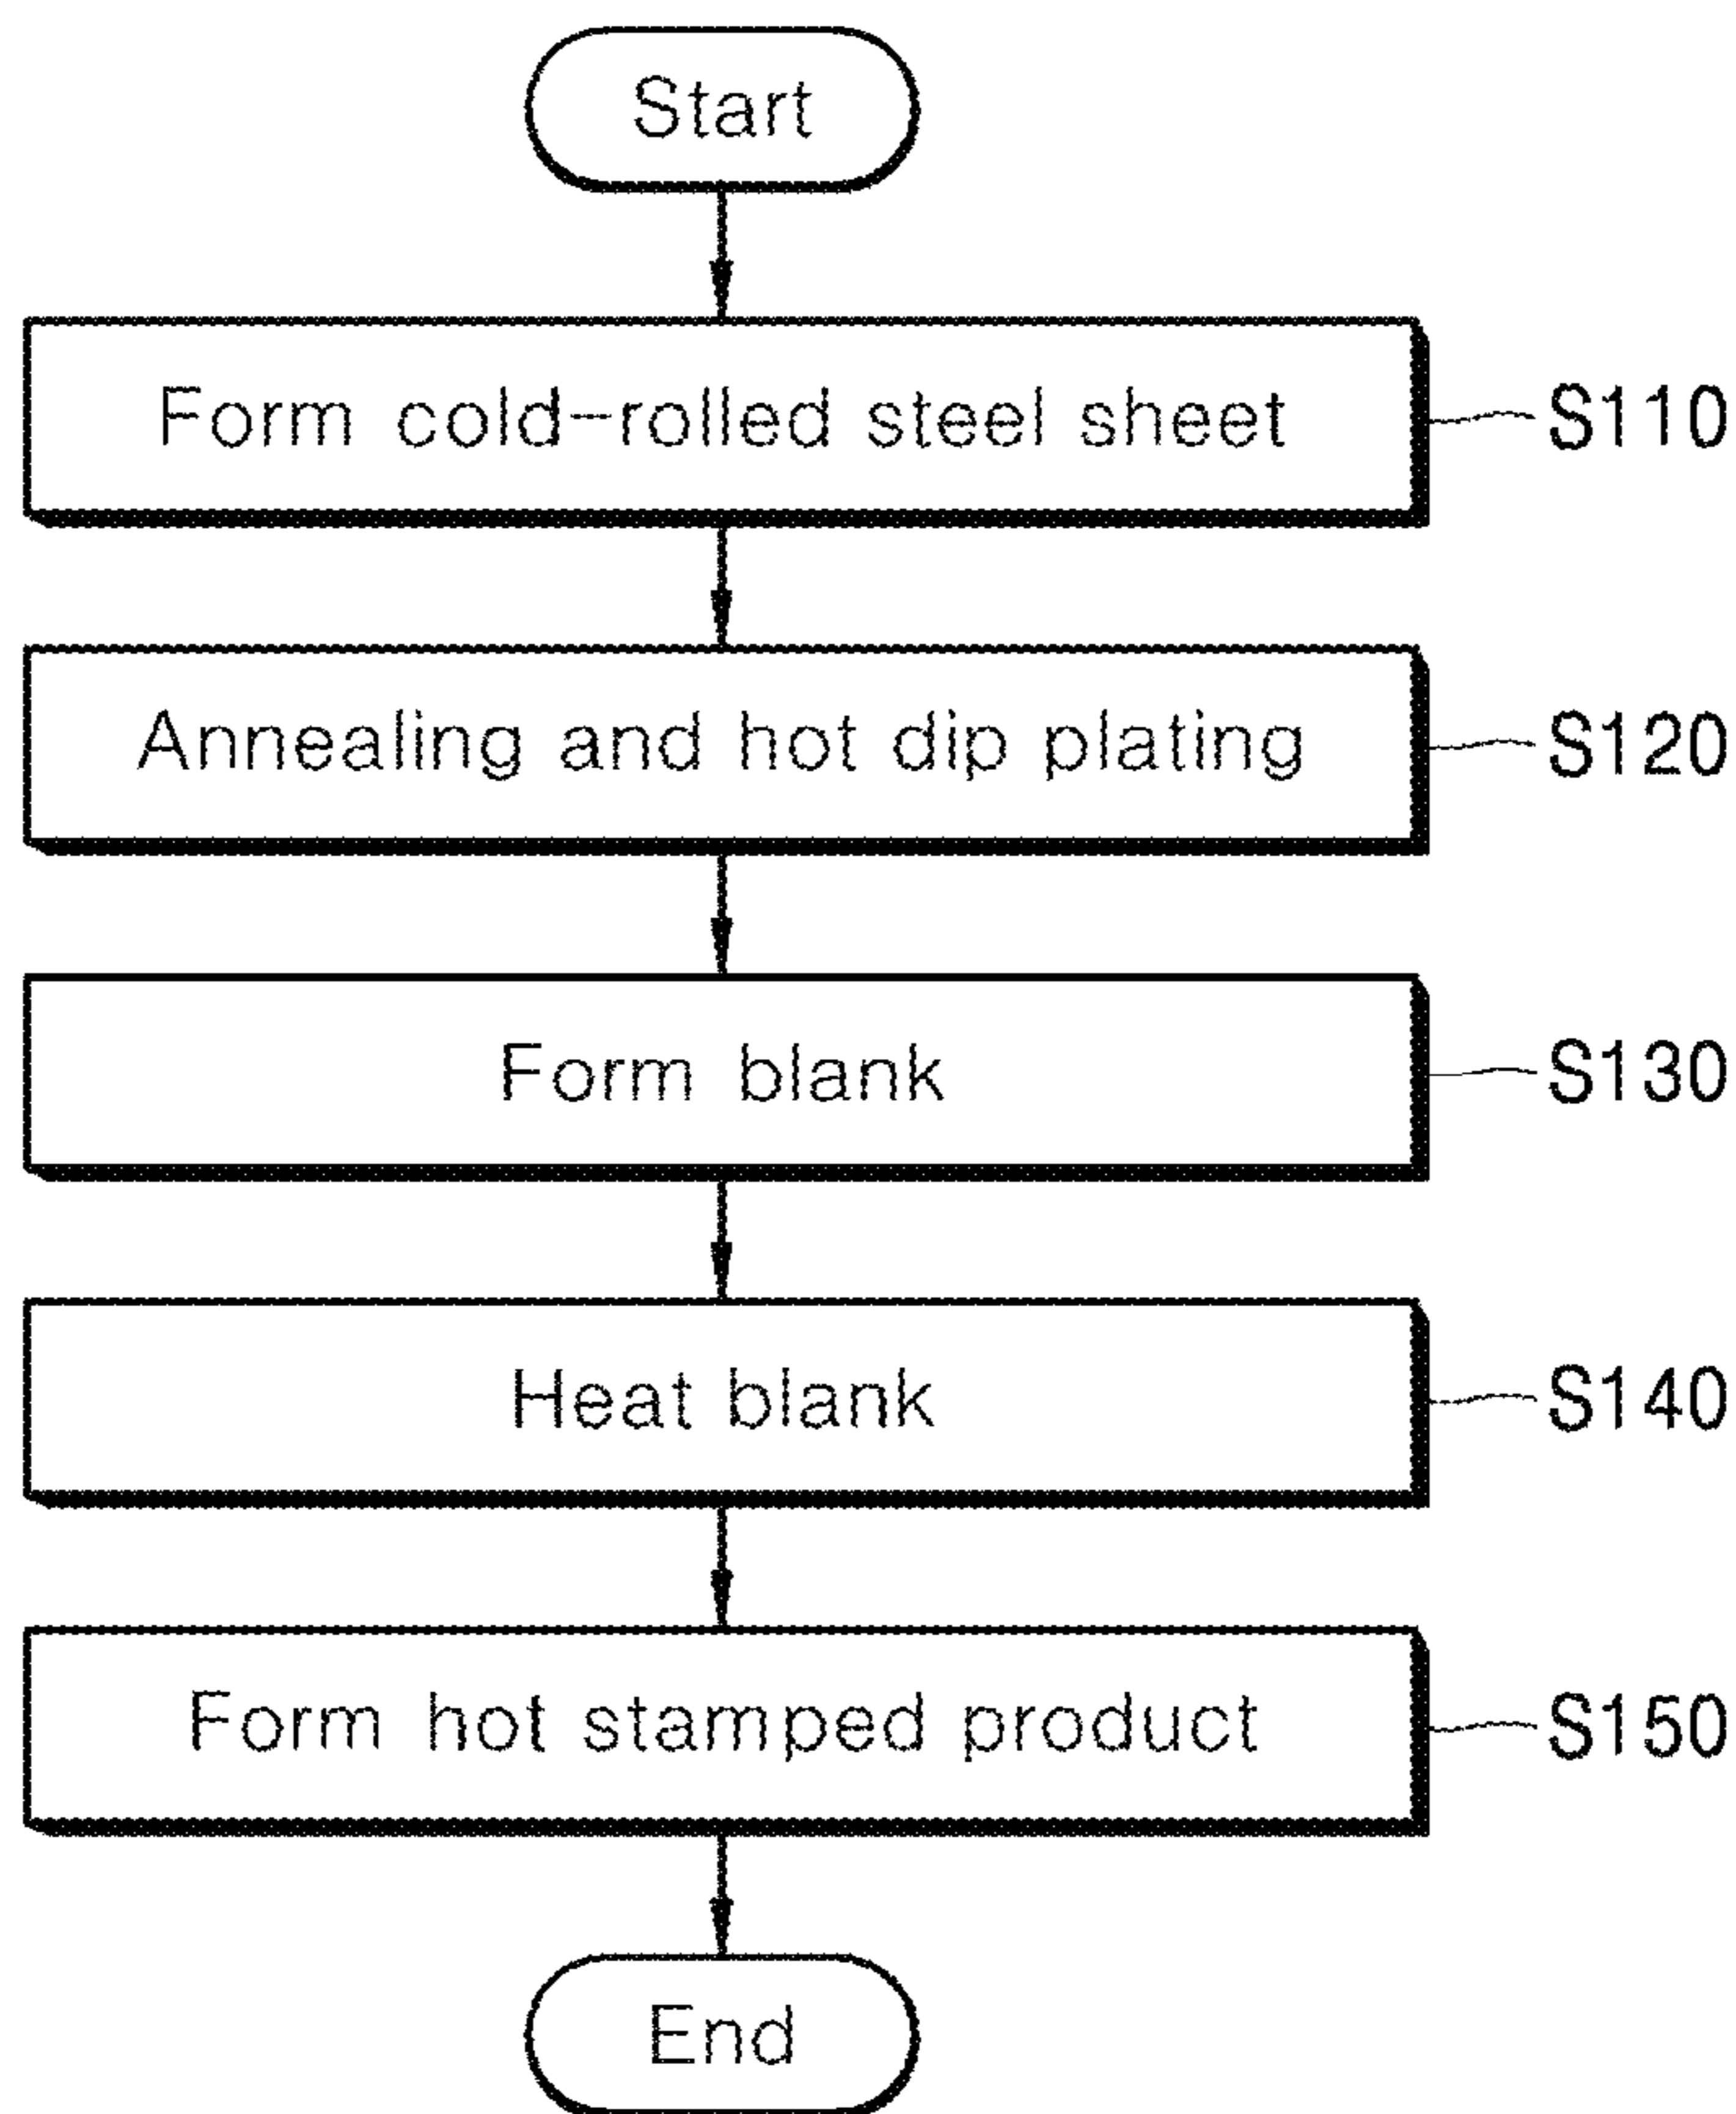 Start
Form cold-rolled steel sheet S110
Annealing and hot dip plating S120
Form blank S130
Heat blank S140
Form hot stamped product S150
End